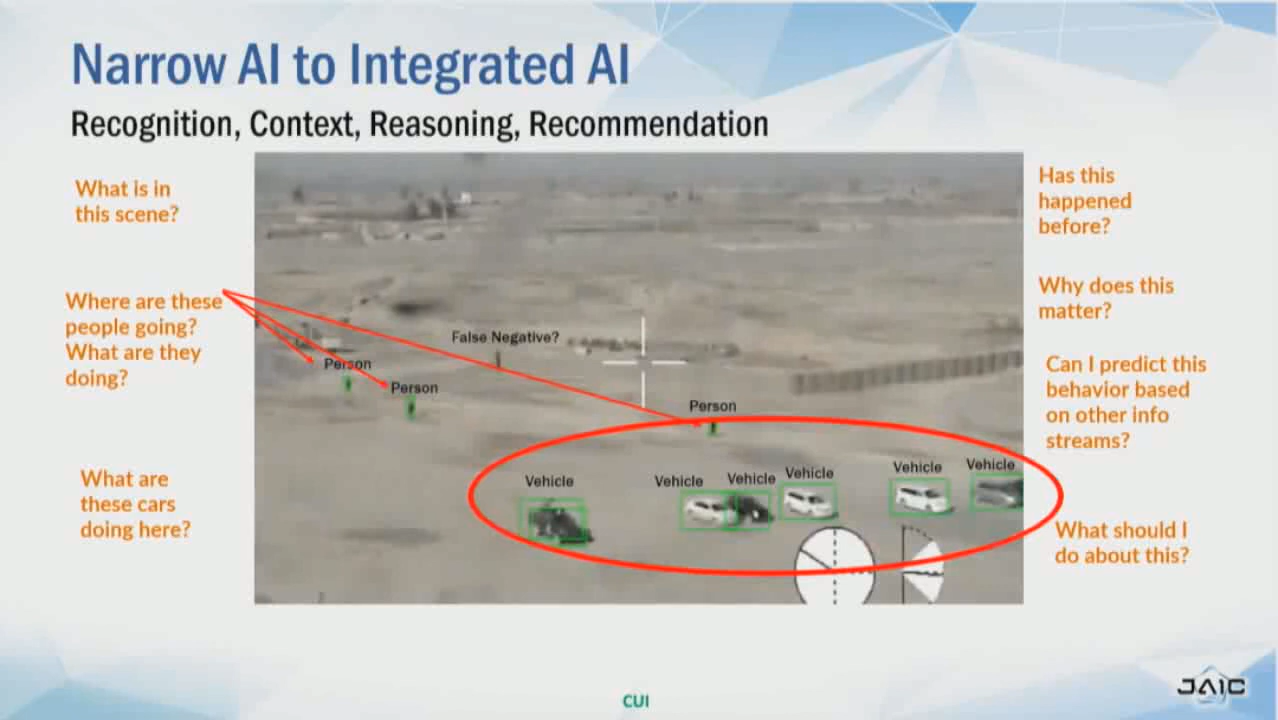 Narrow AI to Integrated AI
Recognition, Context, Reasoning, Recommendation
What is in
this scene?
Where are these
people going?
What are they
doing?
What are
these cars
doing here?
False Negative?
Person
Person
Person
Vehicle
Vehicle
Vehicle
Vehicle
Vehicle
Vehicle
Has this
happened
before?
Why does this
matter?
Can I predict this
behavior based
on other info
streams?
What should I
do about this?
CUI
JAIC